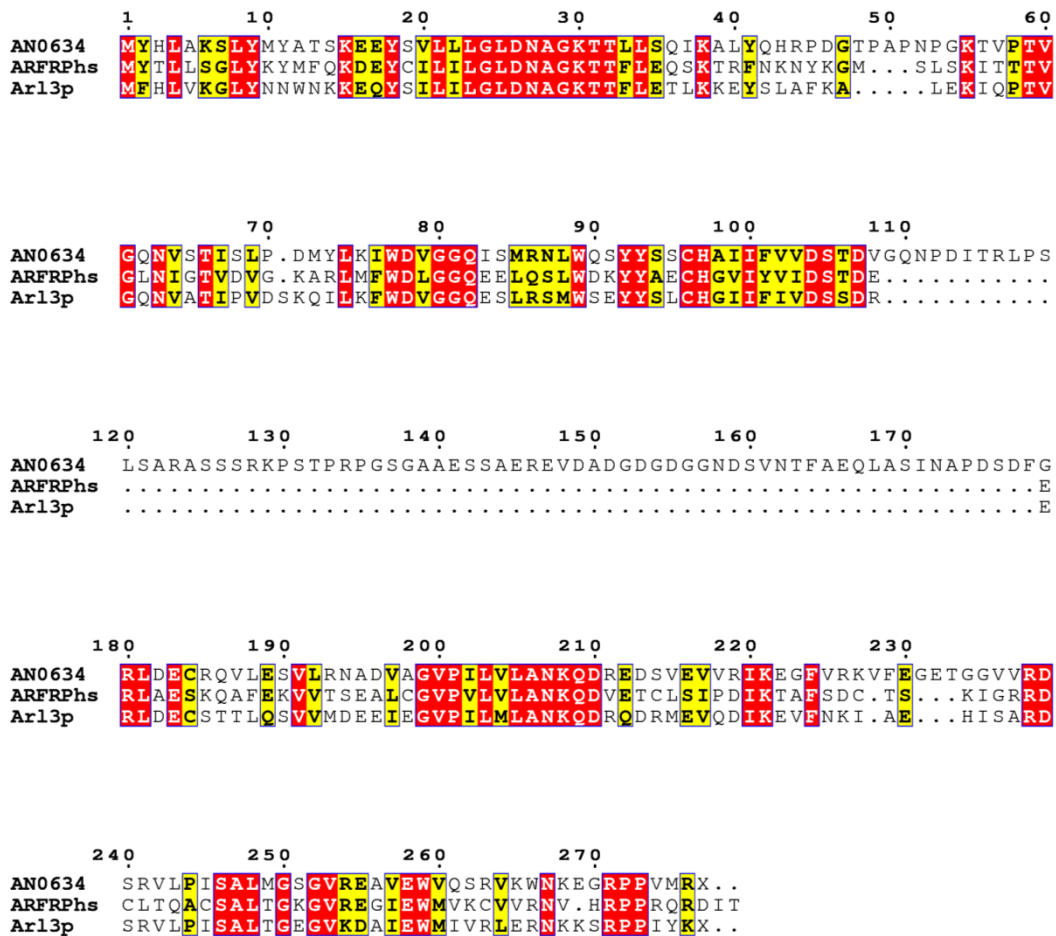 1 10 20 30 40 50 60
AN0634 MYHLAKSLYMYATSKEEYSVLLLGLDNAGKTTLLSQIKALYQHRPDGTPAPNPGKTVPTV
ARFRPhs MYTLLSGLYKYMFQKDEYCILILGLDNAGKTTFLEQSKTRFNKNYKGM...SLSKITTTV
Arl3p MFHLVKGLYNNWNKKEQYSILILGLDNAGKTTFLETLKKEYSLAFKA.....LEKIQPTV
70 80 90 100 110
AN0634 GQNVSTISLP.DMYLKIWDVGGQISMRNLWQSYYSSCHAIIFVVDSTDVGQNPDITRLPS
ARFRPhs GLNIGTVDVG.KARLMFWDLGGQEELQSLWDKYYAECHGVIYVIDSTDE...........
Arl3p GQNVATIPVDSKQILKFWDVGGQESLRSMWSEYYSLCHGIIFIVDSSDR...........
120 130 140 150 160 170
AN0634 LSARASSSRKPSTPRPGSGAAESSAEREVDADGDGDGGNDSVNTFAEQLASINAPDSDFG
ARFRPhs ...........................................................E
Arl3p ...........................................................E
180 190 200 210 220 230
AN0634 RLDECRQVLESVLRNADVAGVPILVLANKQDREDSVEVVRIKEGFVRKVFEGETGGVVRD
ARFRPhs RLAESKQAFEKVVTSEALCGVPVLVLANKQDVETCLSIPDIKTAFSDC.TS...KIGRRD
Arl3p RLDECSTTLQSVVMDEEIEGVPILMLANKQDRQDRMEVQDIKEVFNKI.AE...HISARD
240 250 260 270
AN0634 SRVLPISALMGSGVREAVEWVQSRVKWNKEGRPPVMRX..
ARFRPhs CLTQACSALTGKGVREGIEWMVKCVVRNV.HRPPRQRDIT
Arl3p SRVLPISALTGEGVKDAIEWMIVRLERNKKSRPPIYKX..